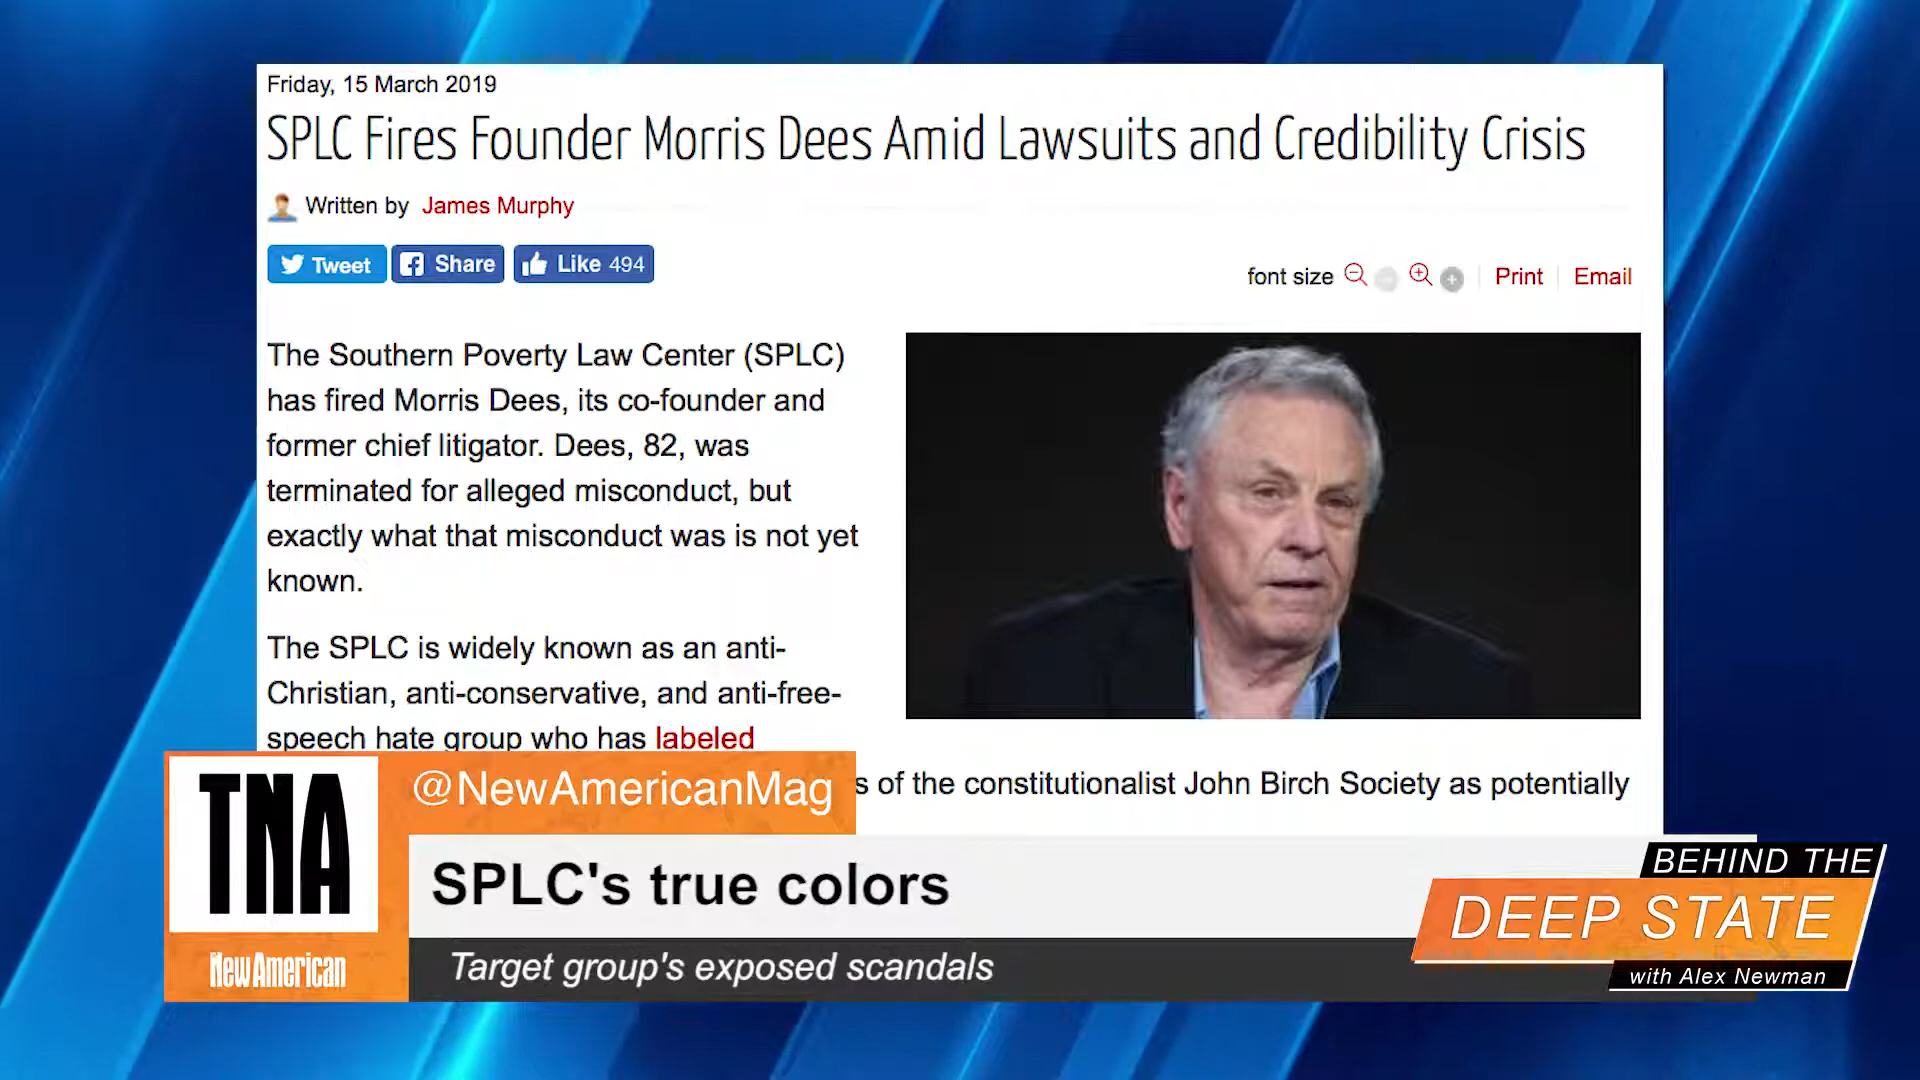 Friday, 15 March 2019
SPLC Fires Founder Morris Dees Amid Lawsuits and Credibility Crisis
Written by James Murphy
Tweet Share Like 494
font size Print Email
The Southern Poverty Law Center (SPLC)
has fired Morris Dees, its co-founder and
former chief litigator. Dees, 82, was
terminated for alleged misconduct, but
exactly what that misconduct was is not yet
known.
The SPLC is widely known as an anti-
Christian, anti-conservative, and anti-free-
speech hate group who has labeled
s of the constitutionalist John Birch Society as potentially
TNA
NewAmerican
@NewAmericanMag
SPLC's true colors
Target group's exposed scandals
BEHIND THE
DEEP STATE
with Alex Newman